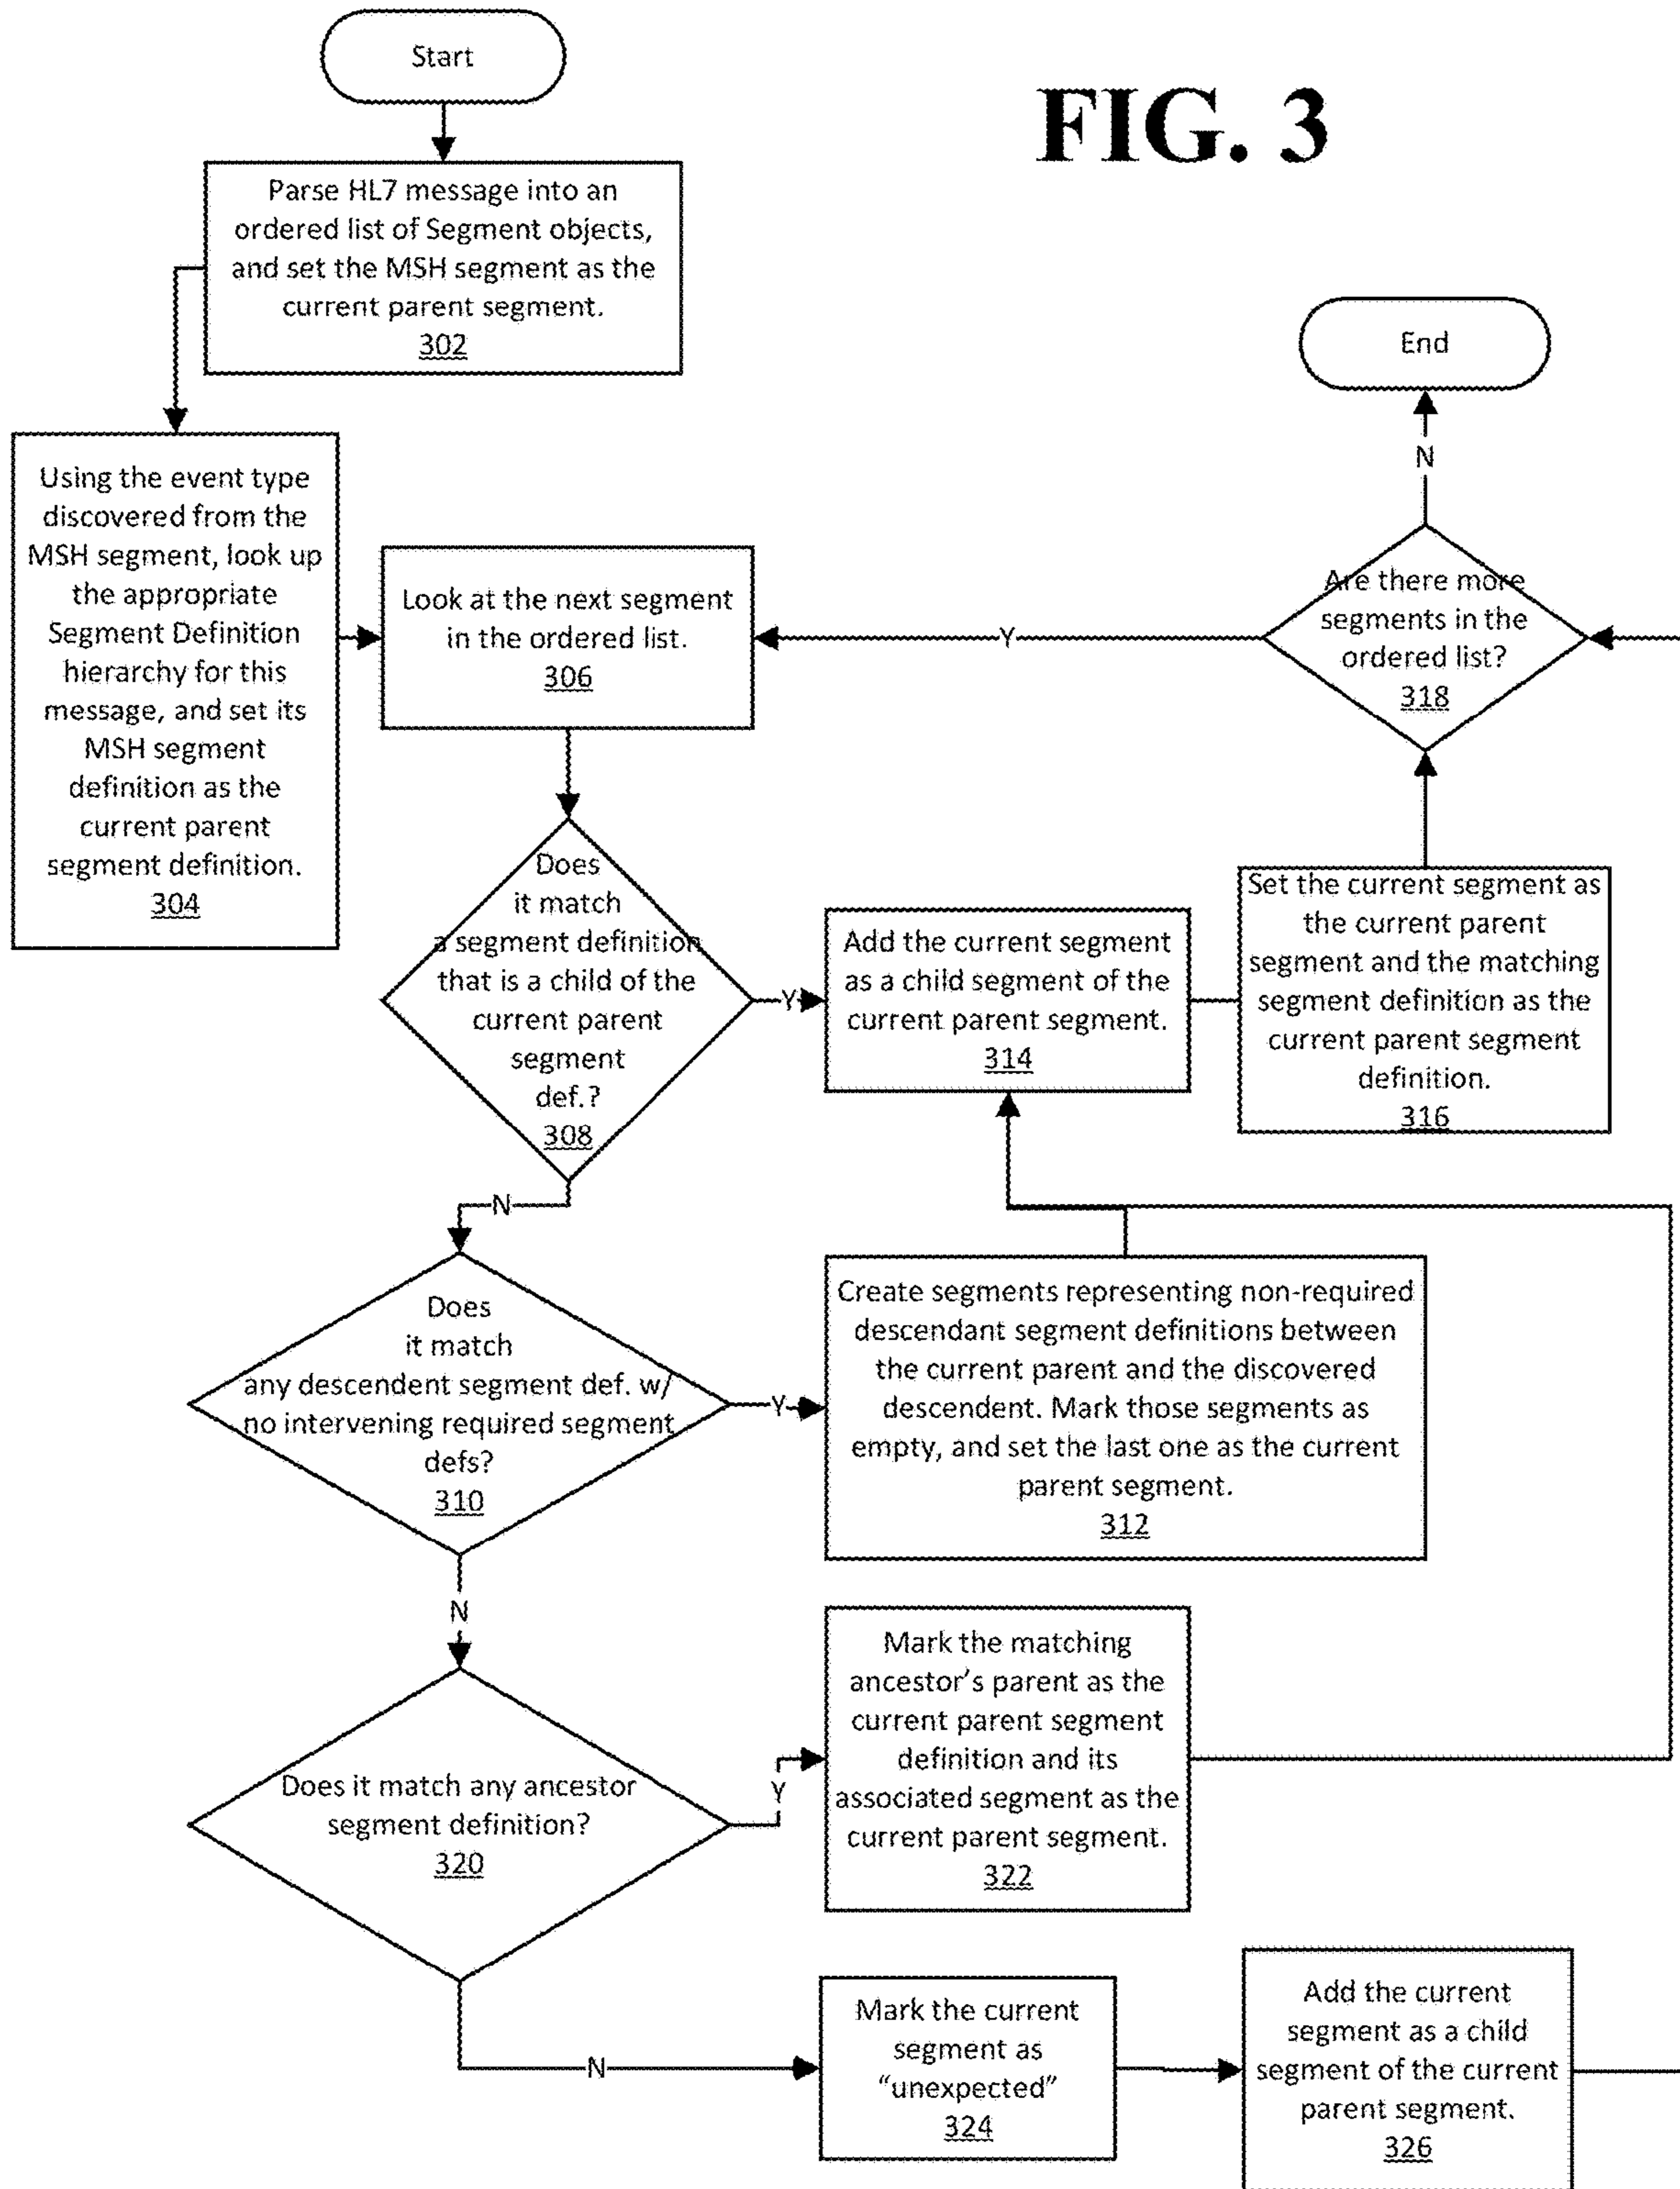 Start
FIG. 3
Parse HL7 message into an
ordered list of Segment objects,
and set the MSH segment as the
current parent segment.
302
End
N
Using the event type
discovered from the
MSH segment, look up
the appropriate
Segment Definition
hierarchy for this
message, and set its
MSH segment
definition as the
current parent
segment definition.
304
Look at the next segment
in the ordered list.
306
Y
Are there more
segments in the
ordered list?
318
Does
it match
a segment definition
that is a child of the
current parent
segment
def.?
308
Y
Add the current segment
as a child segment of the
current parent segment.
314
Set the current segment as
the current parent
segment and the matching
segment definition as the
current parent segment
definition.
316
N
Does
it match
any descendent segment def. w/
no intervening required segment
defs?
310
Y
Create segments representing non-required
descendant segment definitions between
the current parent and the discovered
descendent. Mark those segments as
empty, and set the last one as the current
parent segment.
312
N
Does it match any ancestor
segment definition?
320
Y
Mark the matching
ancestor's parent as the
current parent segment
definition and its
associated segment as the
current parent segment.
322
N
Mark the current
segment as
“unexpected”
324
Add the current
segment as a child
segment of the current
parent segment.
326